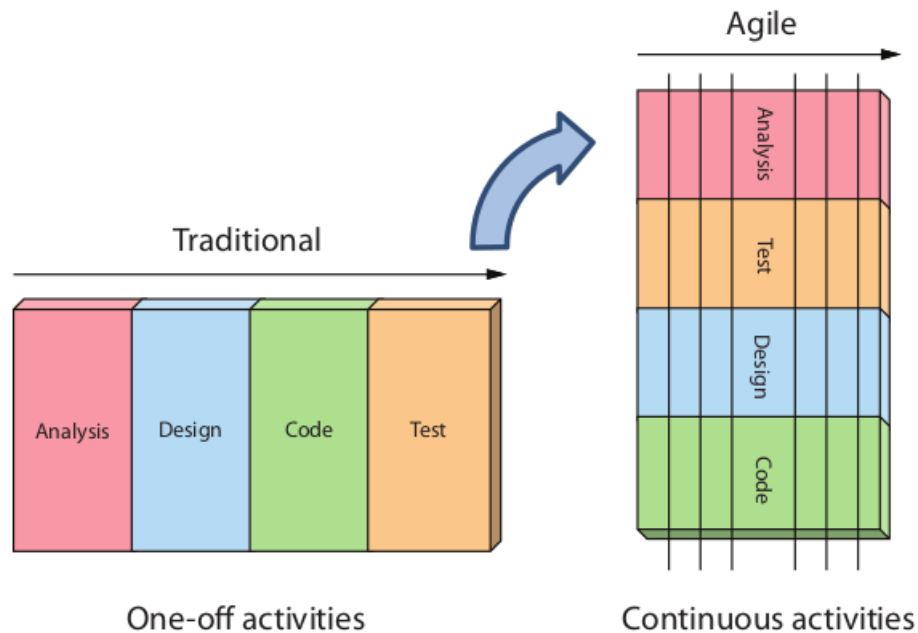 Agile
Traditional
Analysis
Design
Code
Test
Analysis
Test
Design
Code
One-off activities
Continuous activities